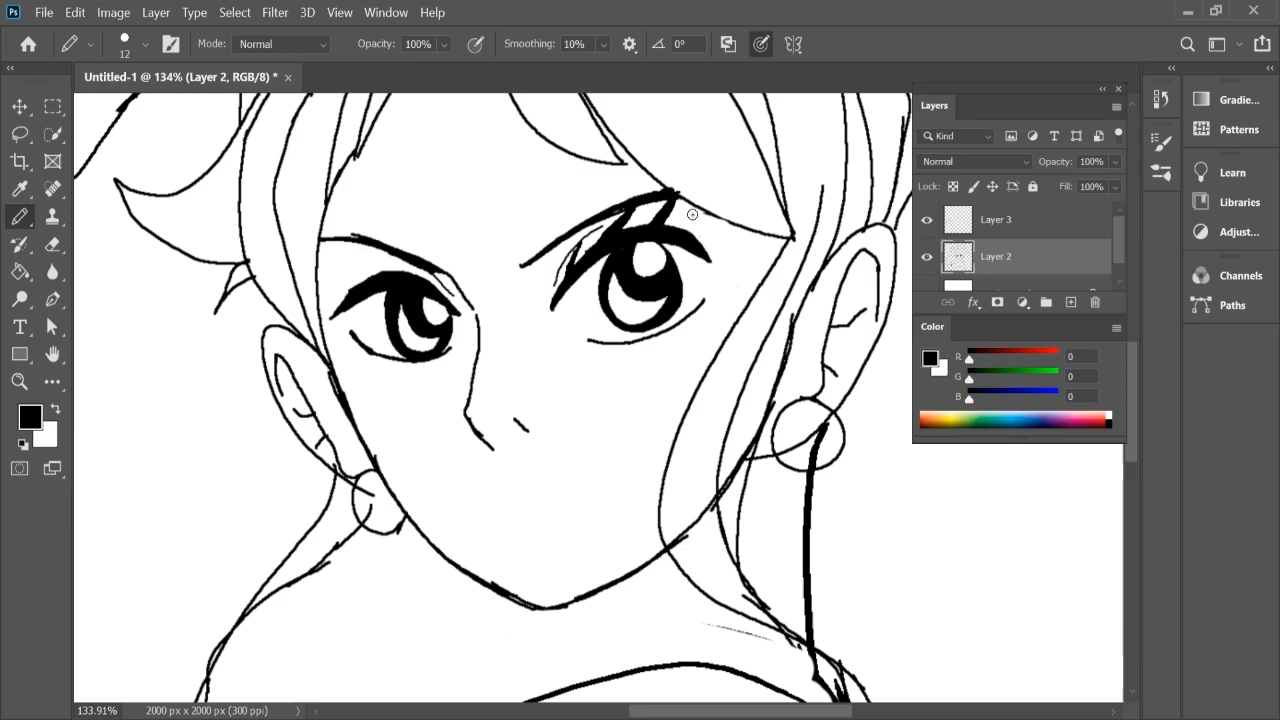 Ps File Edit Image Layer Type Select Filter 3D View Window Help
12 Mode: Normal Opacity: 100% Smoothing: 10% 0°
Untitled-1 @ 134% (Layer 2, RGB/8) *
Layers
Kind
Normal Opacity: 100%
Lock: Fill: 100%
Layer 3
Layer 2
fx
Color
R 0
G 0
B 0
Gradie...
Patterns
Learn
Libraries
Adjust...
Channels
Paths
133.91% 2000 px x 2000 px (300 ppi)